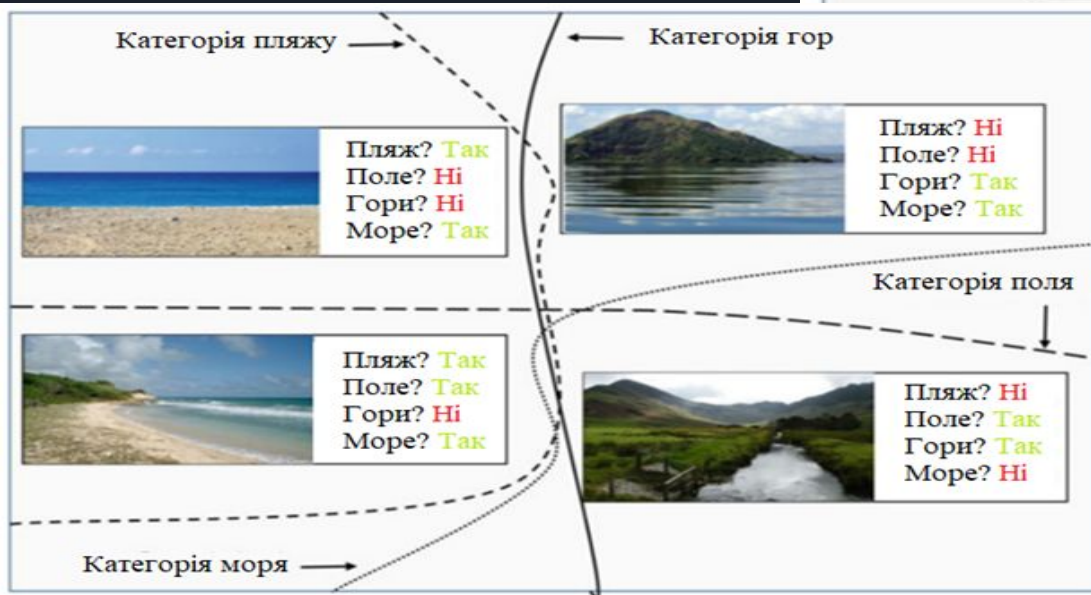 Категорія пляжу
Категорія гор
Пляж? Так
Поле? Ні
Гори? Ні
Море? Так
Пляж? Ні
Поле? Ні
Гори? Так
Море? Так
Категорія поля
Пляж? Так
Поле? Так
Гори? Ні
Море? Так
Пляж? Ні
Поле? Так
Гори? Так
Море? Ні
Категорія моря